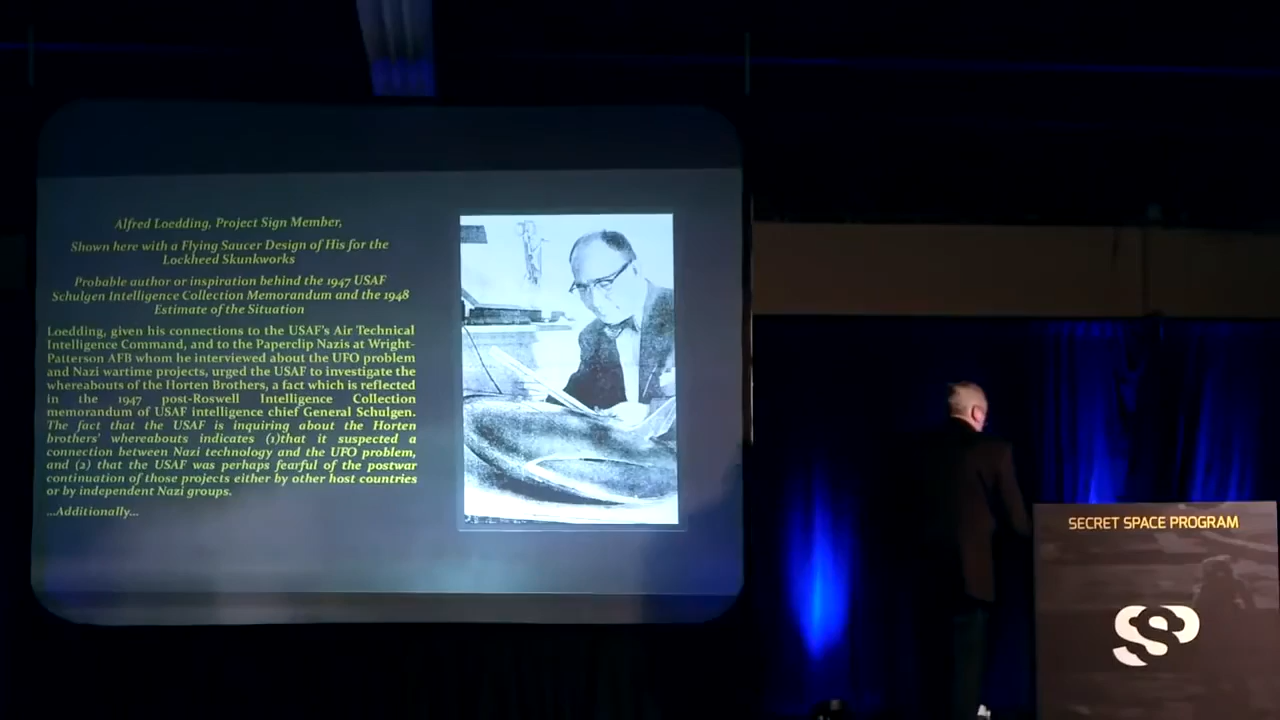 Alfred Loedding, Project Sign Member,
Shown here with a Flying Saucer Design of His for the
Lockheed Skunkworks
Probable author or inspiration behind the 1947 USAF
Schulgen Intelligence Collection Memorandum and the 1948
Estimate of the Situation
Loedding, given his connections to the USAF's Air Technical
Intelligence Command, and to the Paperclip Nazis at Wright-
Patterson AFB whom he interviewed about the UFO problem
and Nazi wartime projects, urged the USAF to investigate the
whereabouts of the Horten Brothers, a fact which is reflected
in the 1947 post-Roswell Intelligence Collection
memorandum of USAF intelligence chief General Schulgen.
The fact that the USAF is inquiring about the Horten
brothers' whereabouts indicates (1)that it suspected a
connection between Nazi technology and the UFO problem,
and (2) that the USAF was perhaps fearful of the postwar
continuation of those projects either by other host countries
or by independent Nazi groups.
...Additionally...
SECRET SPACE PROGRAM
SSP